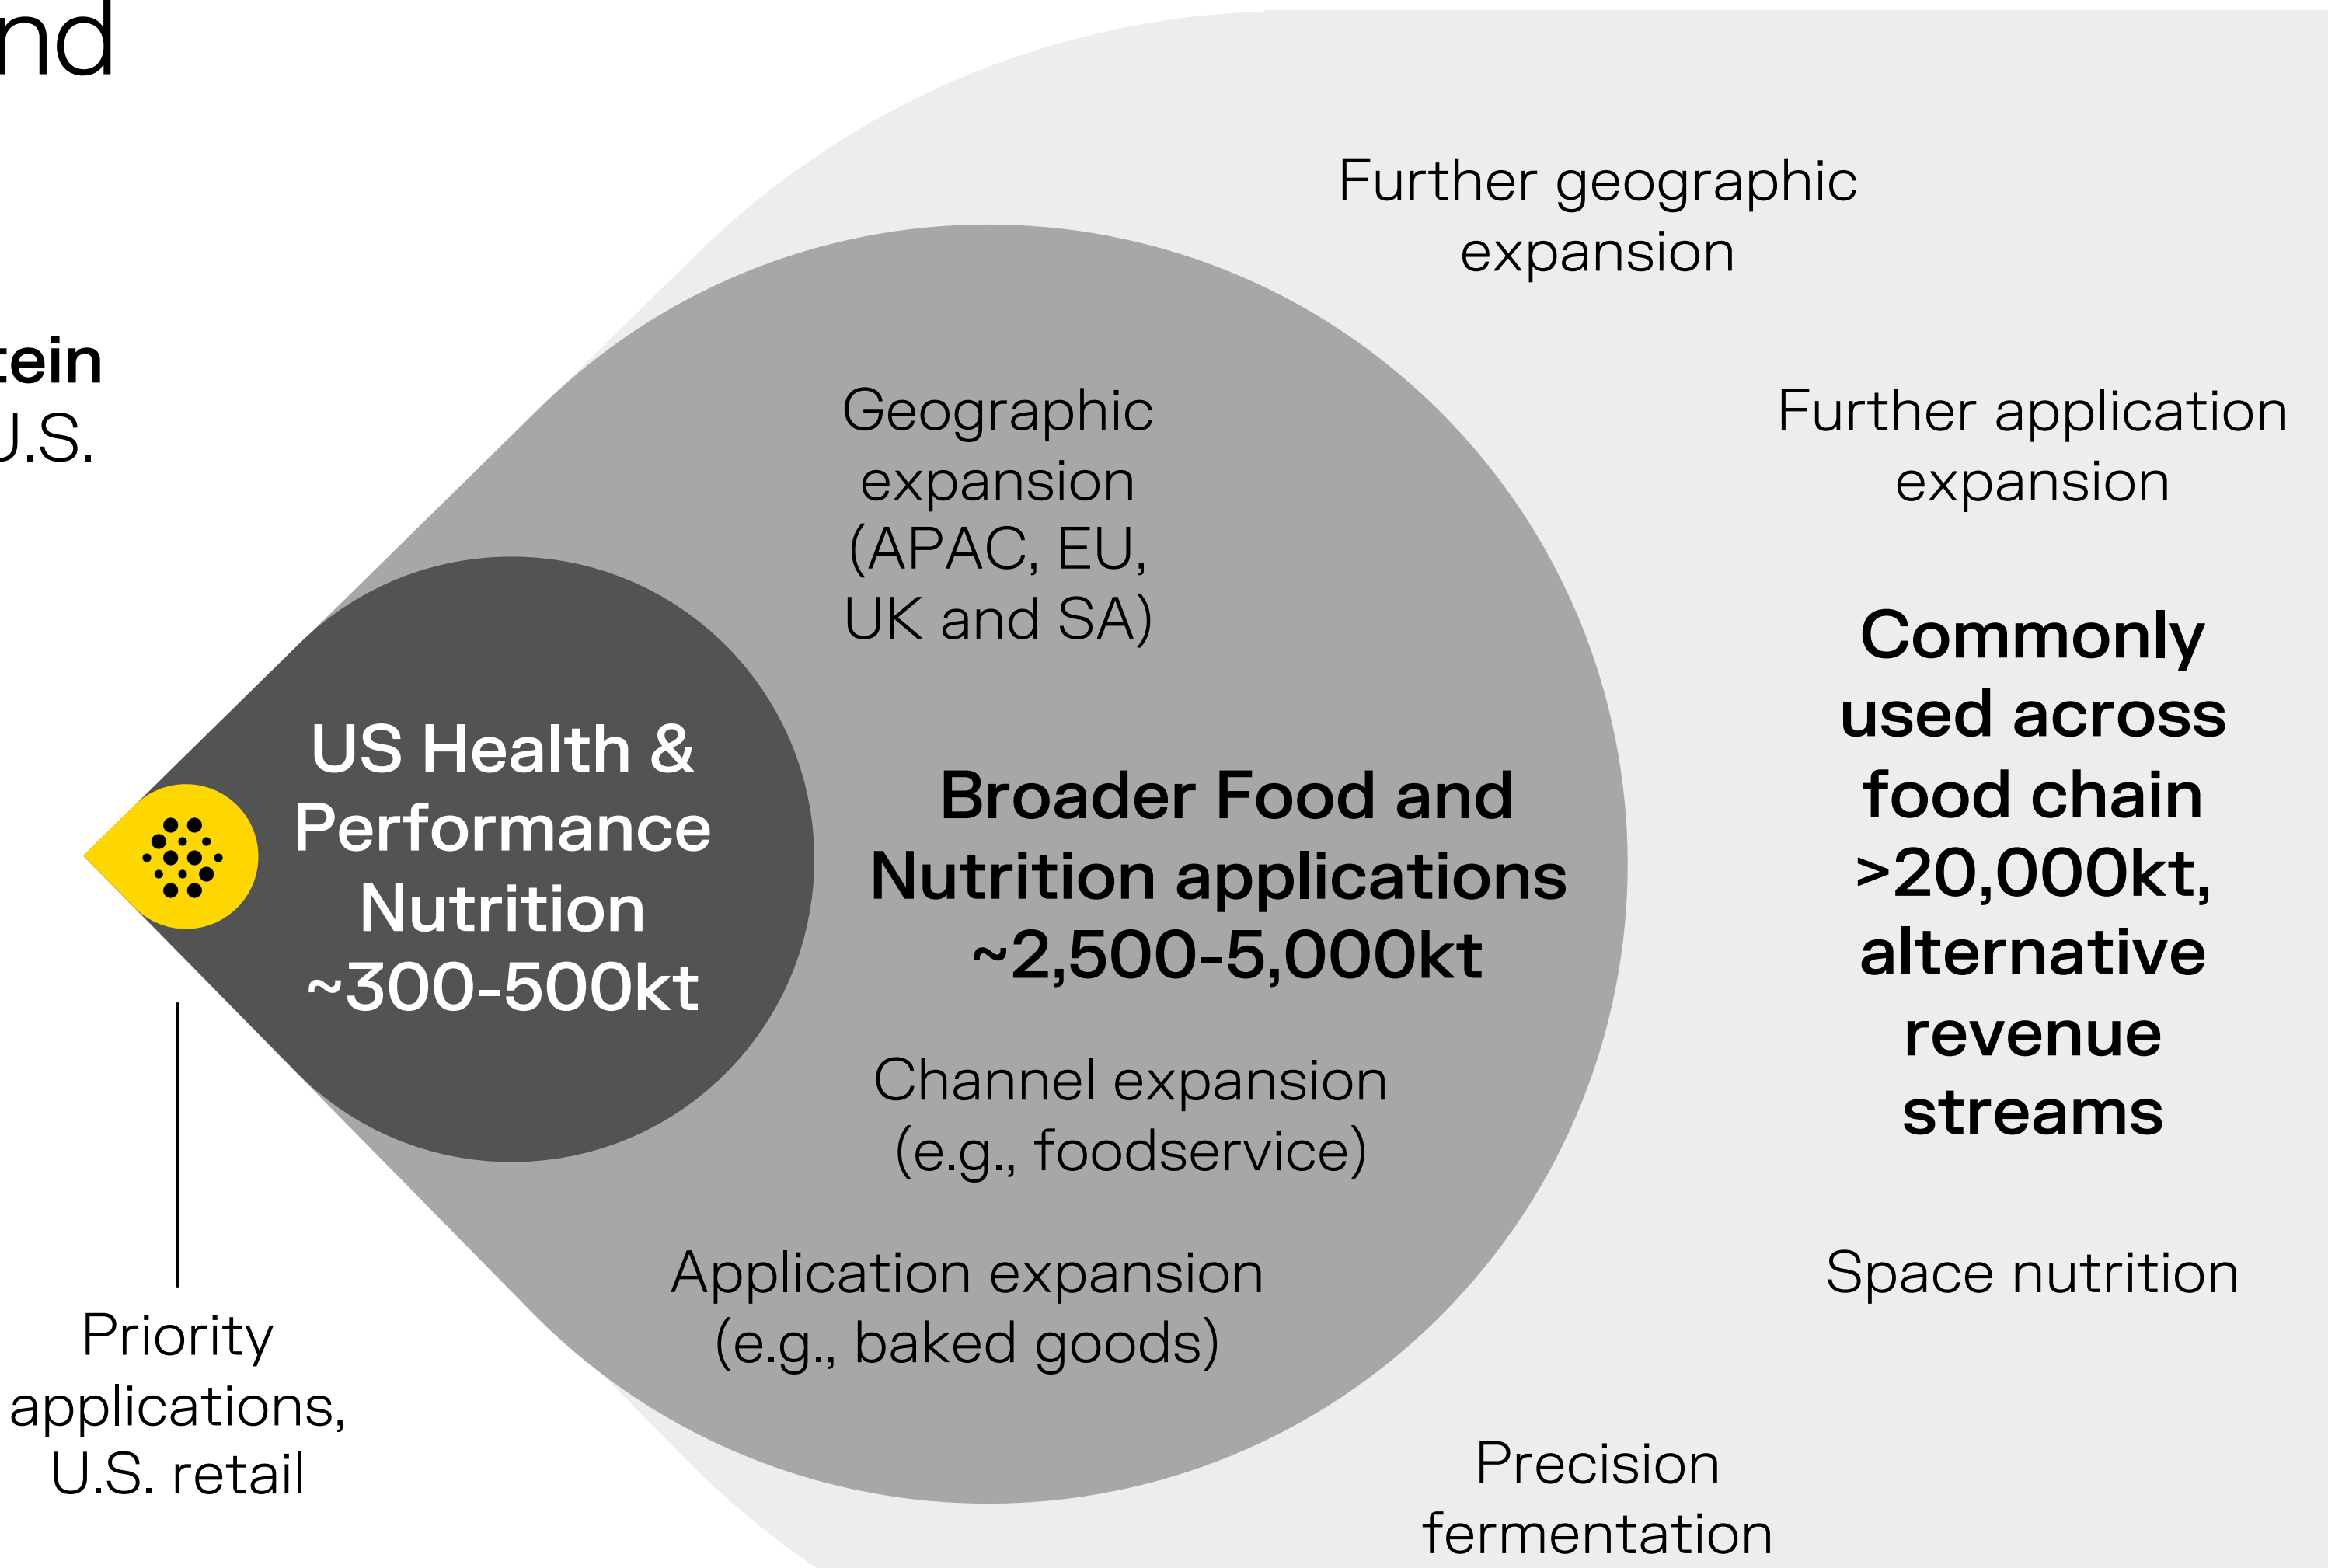 nd
tein
U.S.
Further geographic
expansion
Further application
expansion
Geographic
expansion
(APAC, EU,
UK and SA)
US Health &
Performance
Nutrition
~300-500kt
Broader Food and
Nutrition applications
~2,500-5,000kt
Commonly
used across
food chain
>20,000kt,
alternative
revenue
streams
Channel expansion
(e.g., foodservice)
Application expansion
(e.g., baked goods)
Space nutrition
Priority
applications,
U.S. retail
Precision
fermentation